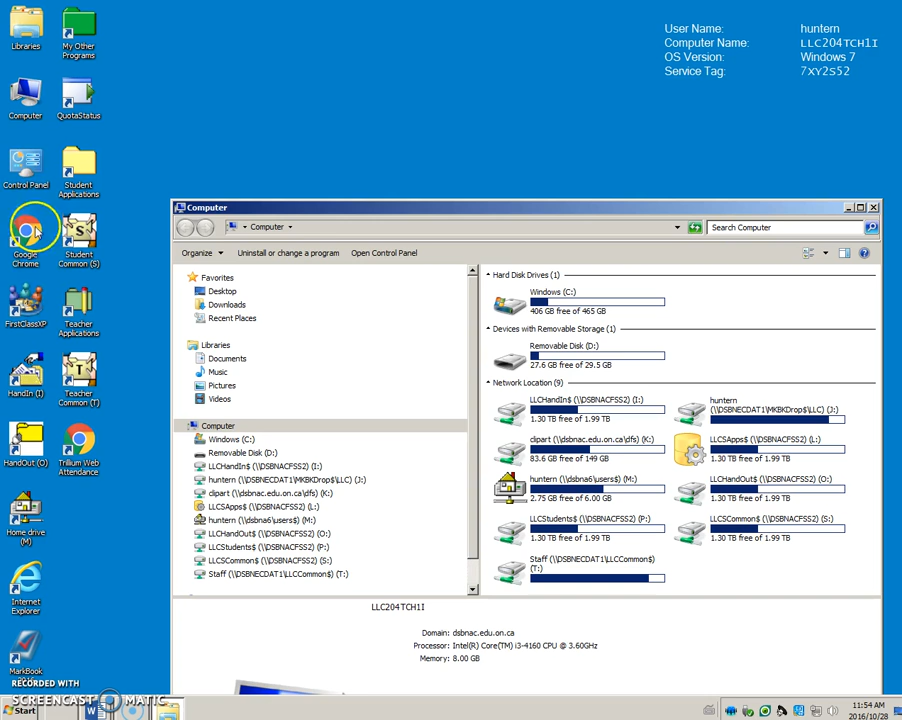 User Name: huntern
Computer Name: LLC204TCH1I
OS Version: Windows 7
Service Tag: 7XY2S52
Libraries
My Other Programs
Computer
QuotaStatus
Control Panel
Student Applications
Google Chrome
Student Common (S)
FirstClassXP
Teacher Applications
HandIn (I)
Teacher Common (T)
HandOut (O)
Trillium Web Attendance
Home drive (M)
Internet Explorer
MarkBook
Computer
Computer
Search Computer
Organize
Uninstall or change a program
Open Control Panel
Favorites
Desktop
Downloads
Recent Places
Libraries
Documents
Music
Pictures
Videos
Computer
Windows (C:)
Removable Disk (D:)
LLCHandIn$ (\\DSBNACFSS2) (I:)
huntern (\\DSBNECDAT1\MKBKDrop$\LLC) (J:)
clipart (\\dsbnac.edu.on.ca\dfs) (K:)
LLCSApps$ (\\DSBNACFSS2) (L:)
huntern (\\dsbna6\users$) (M:)
LLCHandOut$ (\\DSBNACFSS2) (O:)
LLCStudents$ (\\DSBNACFSS2) (P:)
LLCSCommon$ (\\DSBNACFSS2) (S:)
Staff (\\DSBNECDAT1\LLCCommon$) (T:)
Hard Disk Drives (1)
Windows (C:)
406 GB free of 465 GB
Devices with Removable Storage (1)
Removable Disk (D:)
27.6 GB free of 29.5 GB
Network Location (9)
LLCHandIn$ (\\DSBNACFSS2) (I:)
1.30 TB free of 1.99 TB
huntern
(\\DSBNECDAT1\MKBKDrop$\LLC) (J:)
clipart (\\dsbnac.edu.on.ca\dfs) (K:)
83.6 GB free of 149 GB
LLCSApps$ (\\DSBNACFSS2) (L:)
1.30 TB free of 1.99 TB
huntern (\\dsbna6\users$) (M:)
2.75 GB free of 6.00 GB
LLCHandOut$ (\\DSBNACFSS2) (O:)
1.30 TB free of 1.99 TB
LLCStudents$ (\\DSBNACFSS2) (P:)
1.30 TB free of 1.99 TB
LLCSCommon$ (\\DSBNACFSS2) (S:)
1.30 TB free of 1.99 TB
Staff (\\DSBNECDAT1\LLCCommon$)
(T:)
LLC204TCH1I
Domain: dsbnac.edu.on.ca
Processor: Intel(R) Core(TM) i3-4160 CPU @ 3.60GHz
Memory: 8.00 GB
RECORDED WITH
SCREENCAST MATIC
Start
11:54 AM
2016/10/28